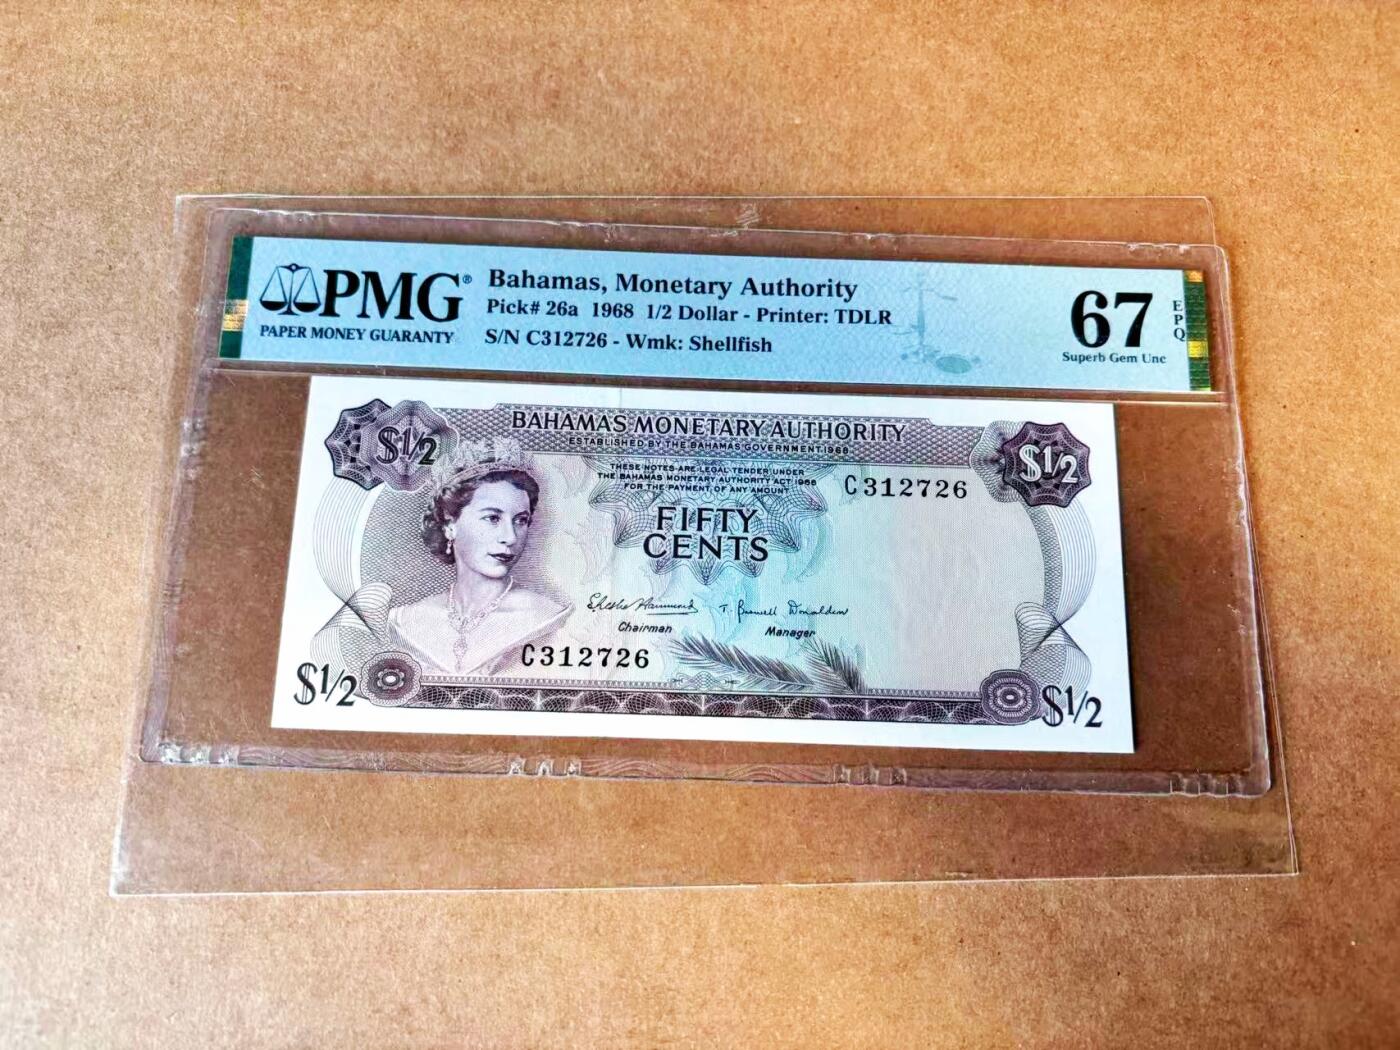 PMG®
PAPER MONEY GUARANTY
Bahamas, Monetary Authority
Pick# 26a 1968 1/2 Dollar - Printer: TDLR
S/N C312726 - Wmk: Shellfish
67
EPQ
Superb Gem Unc
$1/2
BAHAMAS MONETARY AUTHORITY
ESTABLISHED BY THE BAHAMAS GOVERNMENT 1968
$1/2
THESE NOTES ARE LEGAL TENDER UNDER
THE BAHAMAS MONETARY AUTHORITY ACT 1968
FOR THE PAYMENT OF ANY AMOUNT
C312726
FIFTY
CENTS
T. Baswell Donaldson
Chairman
Manager
C312726
$1/2
$1/2